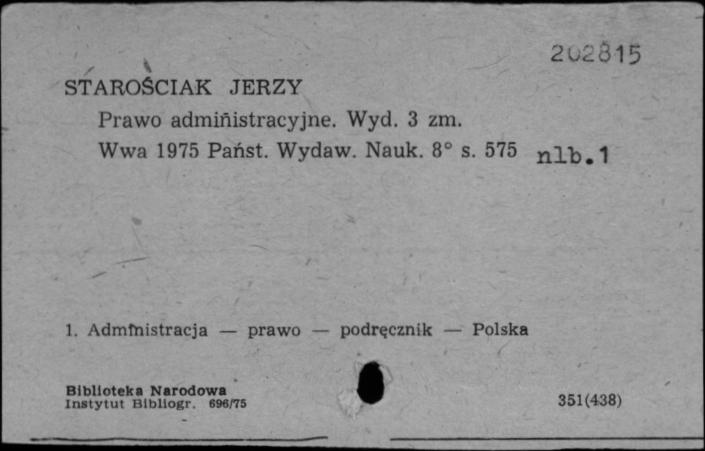 202815
STAROŚCIAK JERZY
Prawo administracyjne. Wyd. 3 zm.
Wwa 1975 Państ. Wydaw. Nauk. 8° s. 575 nlb.1
1. Administracja — prawo — podręcznik — Polska
Biblioteka Narodowa
Instytut Bibliogr. 696/75
351(438)